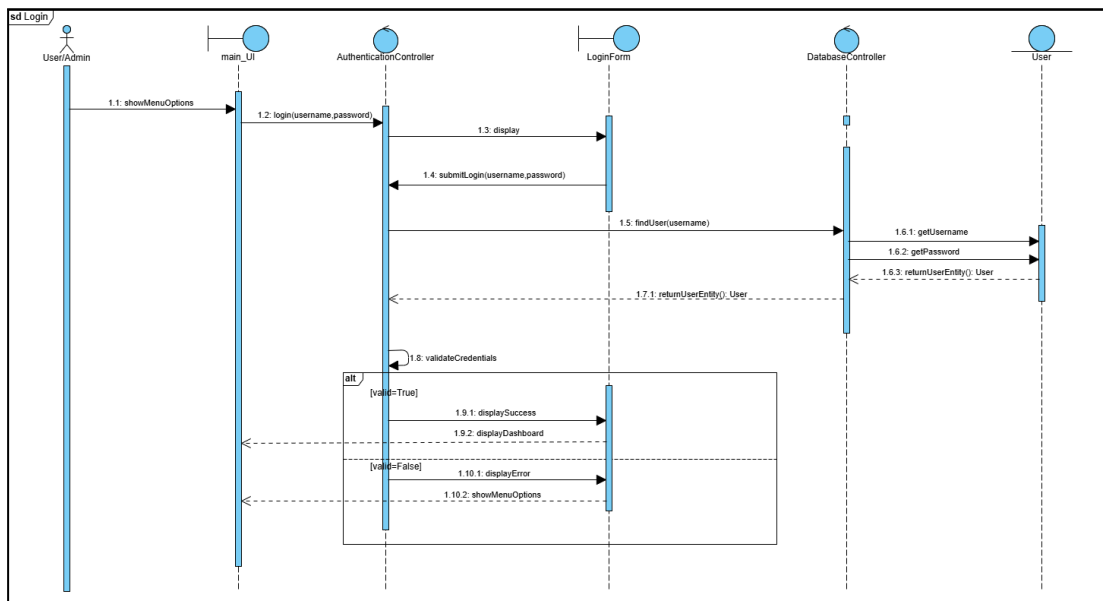 sd Login
User/Admin
main_UI
AuthenticationController
LoginForm
DatabaseController
User
1.1: showMenuOptions
1.2: login(username,password)
1.3: display
1.4: submitLogin(username,password)
1.5: findUser(username)
1.6.1: getUsername
1.6.2: getPassword
1.6.3: returnUserEntity(): User
1.7.1: returnUserEntity(): User
1.8: validateCredentials
alt
[valid=True]
1.9.1: displaySuccess
1.9.2: displayDashboard
[valid=False]
1.10.1: displayError
1.10.2: showMenuOptions